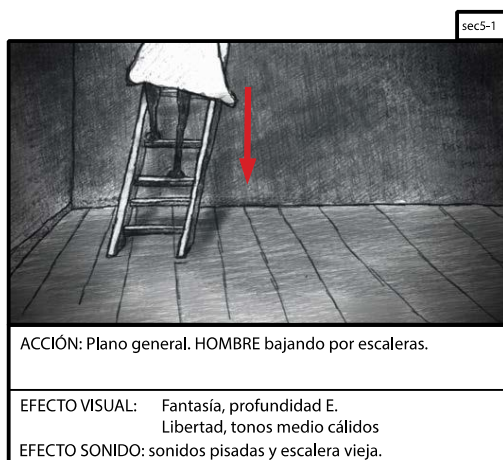 sec5-1
ACCIÓN: Plano general. HOMBRE bajando por escaleras.
EFECTO VISUAL: Fantasía, profundidad E.
Libertad, tonos medio cálidos
EFECTO SONIDO: sonidos pisadas y escalera vieja.